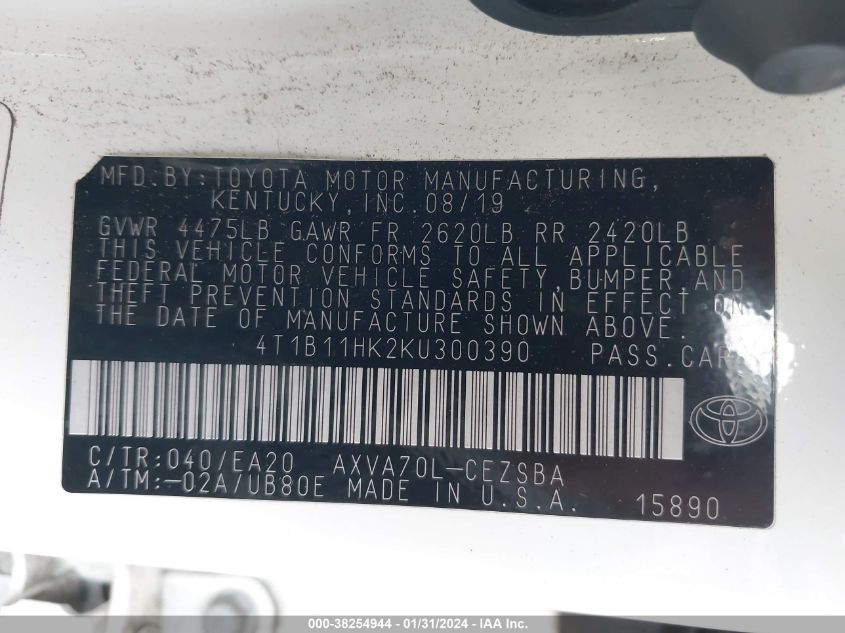 MFD. BY: TOYOTA MOTOR MANUFACTURING,
KENTUCKY, INC. 08/19
GVWR 4475LB GAWR FR 2620LB RR 2420LB
THIS VEHICLE CONFORMS TO ALL APPLICABLE
FEDERAL MOTOR VEHICLE SAFETY, BUMPER, AND
THEFT PREVENTION STANDARDS IN EFFECT ON
THE DATE OF MANUFACTURE SHOWN ABOVE.
4T1B11HK2KU300390 PASS.CAR
C/TR:040/EA20 AXVA70L-CEZSBA
A/TM:-02A/UB80E MADE IN U.S.A. 15890
000-38254944 - 01/31/2024 - IAA Inc.